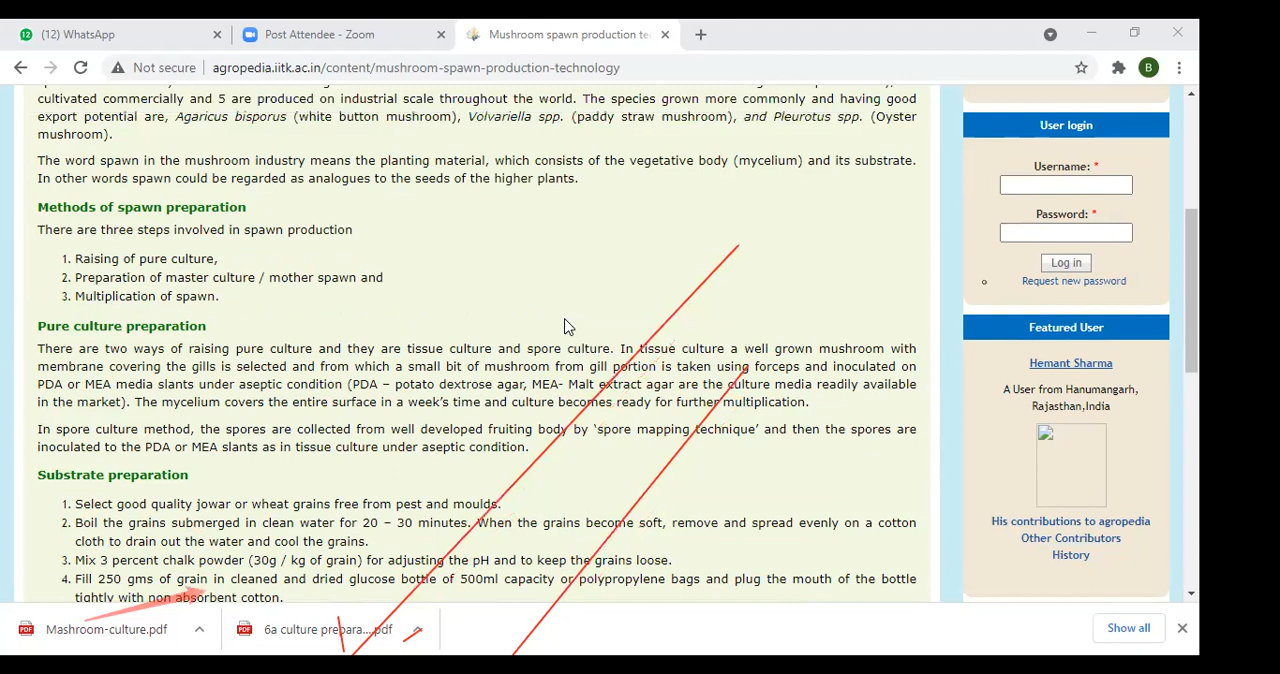 (12) WhatsApp
Post Attendee - Zoom
Mushroom spawn production te
Not secure
agropedia.iitk.ac.in/content/mushroom-spawn-production-technology
B
cultivated commercially and 5 are produced on industrial scale throughout the world. The species grown more commonly and having good
export potential are, Agaricus bisporus (white button mushroom), Volvariella spp. (paddy straw mushroom), and Pleurotus spp. (Oyster
mushroom).
The word spawn in the mushroom industry means the planting material, which consists of the vegetative body (mycelium) and its substrate.
In other words spawn could be regarded as analogues to the seeds of the higher plants.
Methods of spawn preparation
There are three steps involved in spawn production
1. Raising of pure culture,
2. Preparation of master culture / mother spawn and
3. Multiplication of spawn.
Pure culture preparation
There are two ways of raising pure culture and they are tissue culture and spore culture. In tissue culture a well grown mushroom with
membrane covering the gills is selected and from which a small bit of mushroom from gill portion is taken using forceps and inoculated on
PDA or MEA media slants under aseptic condition (PDA – potato dextrose agar, MEA- Malt extract agar are the culture media readily available
in the market). The mycelium covers the entire surface in a week's time and culture becomes ready for further multiplication.
In spore culture method, the spores are collected from well developed fruiting body by 'spore mapping technique' and then the spores are
inoculated to the PDA or MEA slants as in tissue culture under aseptic condition.
Substrate preparation
1. Select good quality jowar or wheat grains free from pest and moulds.
2. Boil the grains submerged in clean water for 20 – 30 minutes. When the grains become soft, remove and spread evenly on a cotton
cloth to drain out the water and cool the grains.
3. Mix 3 percent chalk powder (30g / kg of grain) for adjusting the pH and to keep the grains loose.
4. Fill 250 gms of grain in cleaned and dried glucose bottle of 500ml capacity or polypropylene bags and plug the mouth of the bottle
tightly with non absorbent cotton.
User login
Username: *
Password: *
Log in
Request new password
Featured User
Hemant Sharma
A User from Hanumangarh,
Rajasthan,India
His contributions to agropedia
Other Contributors
History
Mashroom-culture.pdf
6a culture prepara....pdf
Show all